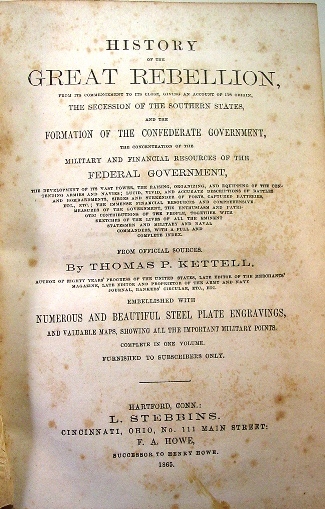 HISTORY
OF THE
GREAT REBELLION,
FROM ITS COMMENCEMENT TO ITS CLOSE, GIVING AN ACCOUNT OF ITS ORIGIN,
THE SECESSION OF THE SOUTHERN STATES,
AND THE
FORMATION OF THE CONFEDERATE GOVERNMENT,
THE CONCENTRATION OF THE
MILITARY AND FINANCIAL RESOURCES OF THE
FEDERAL GOVERNMENT,
THE DEVELOPMENT OF ITS VAST POWER, THE RAISING, ORGANIZING, AND EQUIPPING OF THE CON-
TENDING ARMIES AND NAVIES; LUCID, VIVID, AND ACCURATE DESCRIPTIONS OF BATTLES
AND BOMBARDMENTS, SIEGES AND SURRENDER OF FORTS, CAPTURED BATTERIES,
ETC., ETC.; THE IMMENSE FINANCIAL RESOURCES AND COMPREHENSIVE
MEASURES OF THE GOVERNMENT, THE ENTHUSIASM AND PATRI-
OTIC CONTRIBUTIONS OF THE PEOPLE, TOGETHER WITH
SKETCHES OF THE LIVES OF ALL THE EMINENT
STATESMEN AND MILITARY AND NAVAL
COMMANDERS, WITH A FULL AND
COMPLETE INDEX.
FROM OFFICIAL SOURCES.
By THOMAS P. KETTELL,
AUTHOR OF EIGHTY YEARS' PROGRESS OF THE UNITED STATES, LATE EDITOR OF THE MERCHANTS'
MAGAZINE, LATE EDITOR AND PROPRIETOR OF THE ARMY AND NAVY
JOURNAL, BANKERS' CIRCULAR, ETC., ETC.
EMBELLISHED WITH
NUMEROUS AND BEAUTIFUL STEEL PLATE ENGRAVINGS,
AND VALUABLE MAPS, SHOWING ALL THE IMPORTANT MILITARY POINTS.
COMPLETE IN ONE VOLUME.
FURNISHED TO SUBSCRIBERS ONLY.
HARTFORD, CONN.:
L. STEBBINS.
CINCINNATI, OHIO, No. 111 MAIN STREET:
F. A. HOWE,
SUCCESSOR TO HENRY HOWE.
1865.